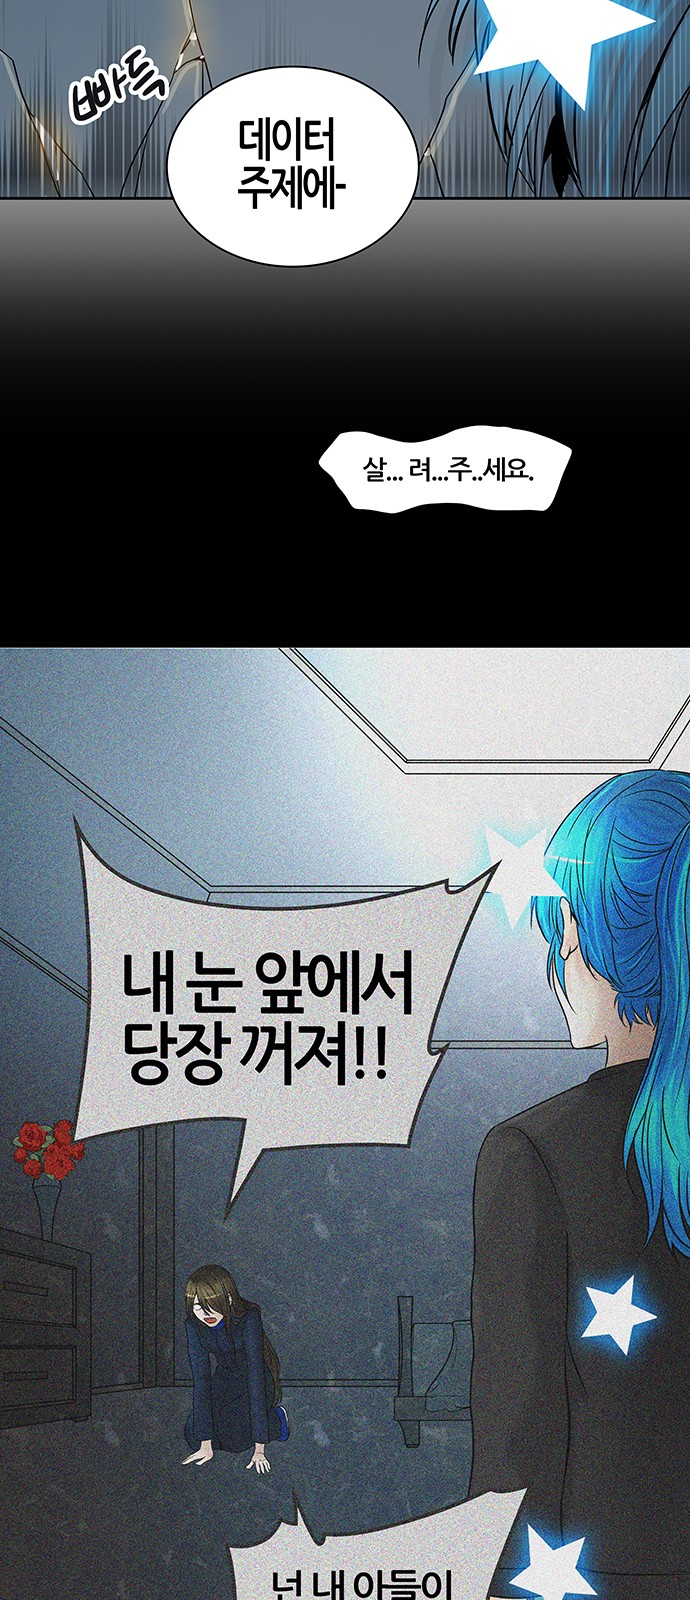 빠득
데이터
주제에-
살... 려...주..세요.
내 눈 앞에서
당장 꺼져!!
넌 내 아들이